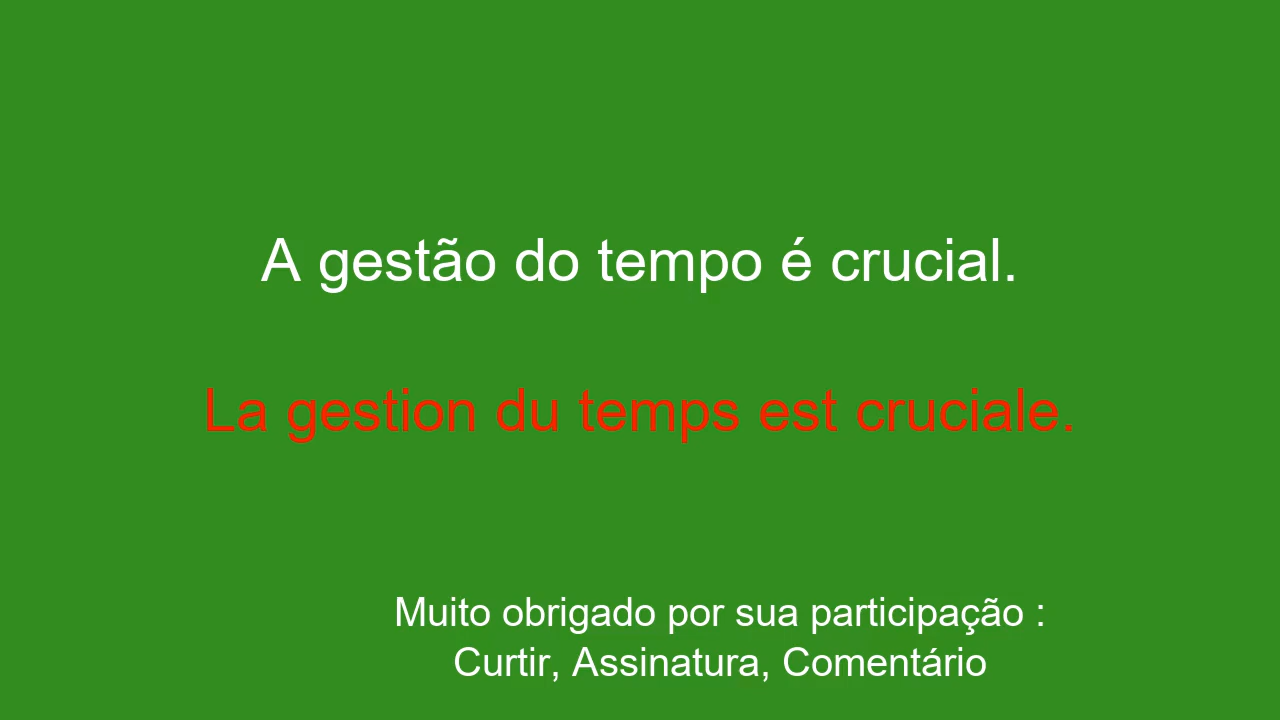 A gestão do tempo é crucial.
La gestion du temps est cruciale.
Muito obrigado por sua participação :
Curtir, Assinatura, Comentário